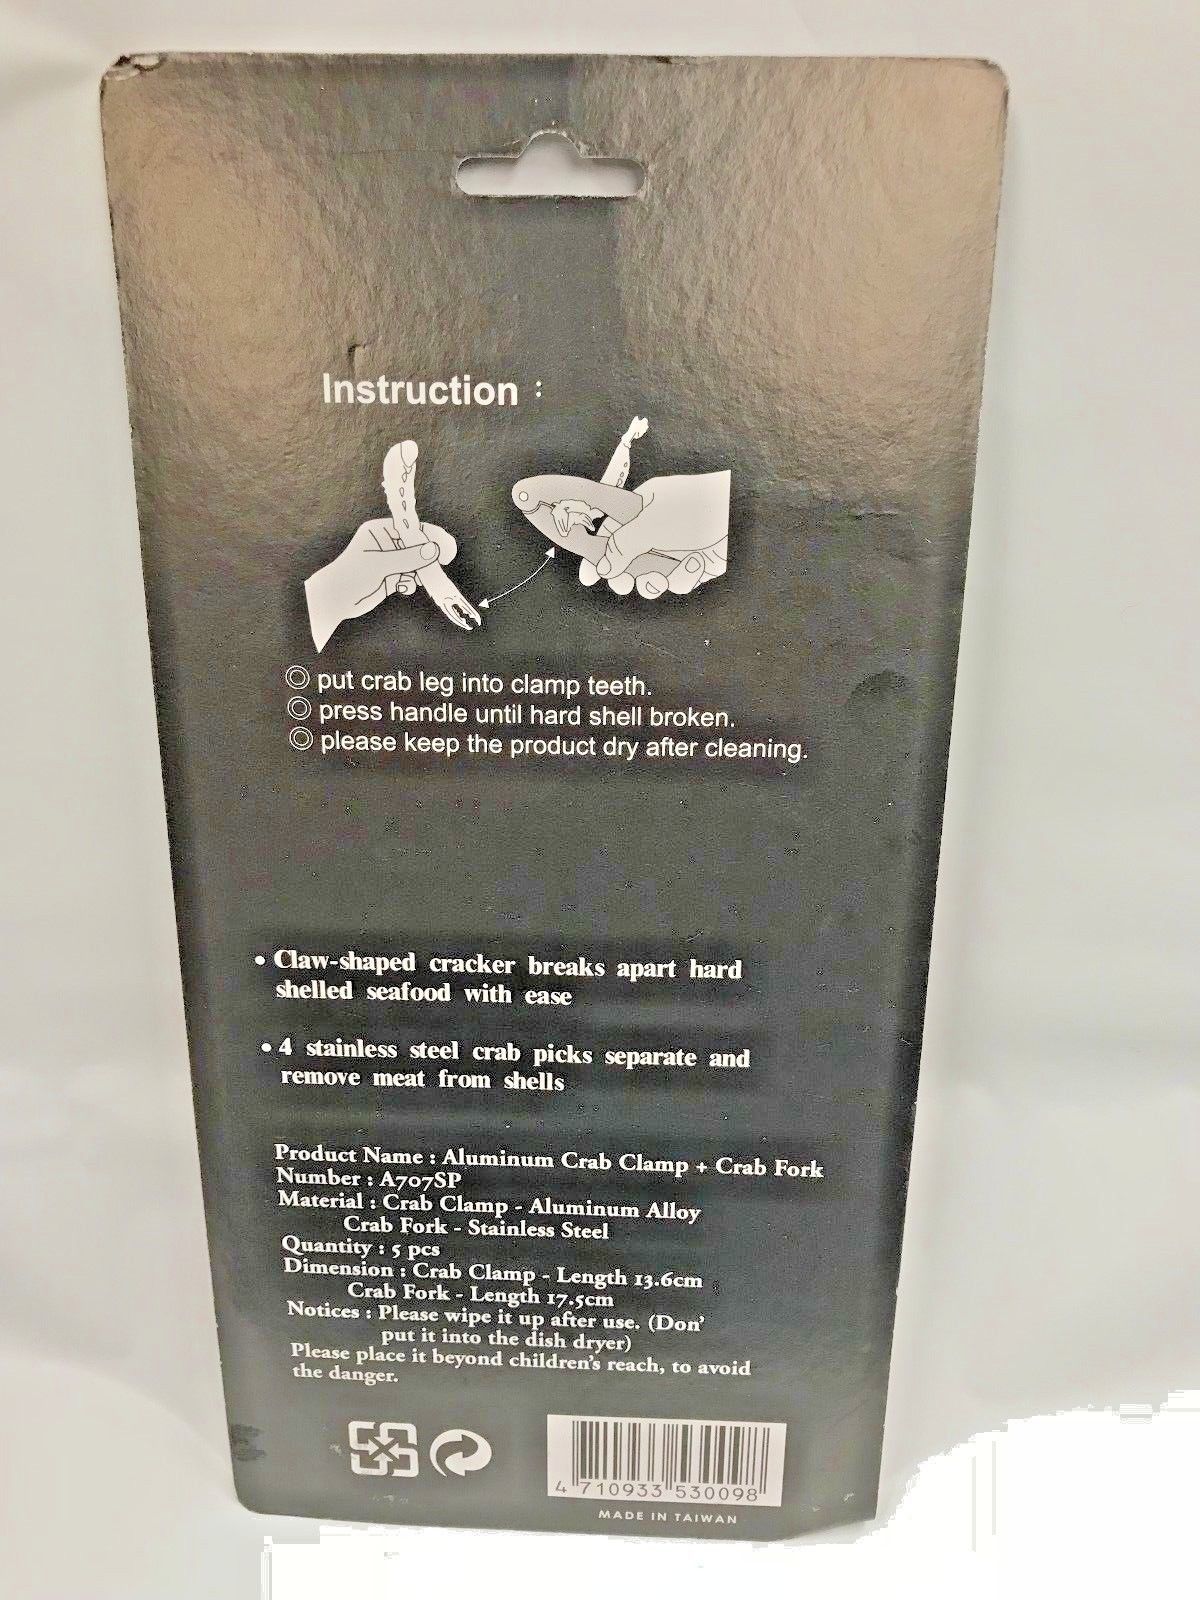 Instruction :
◎ put crab leg into clamp teeth.
◎ press handle until hard shell broken.
◎ please keep the product dry after cleaning.
• Claw-shaped cracker breaks apart hard
shelled seafood with ease
• 4 stainless steel crab picks separate and
remove meat from shells
Product Name : Aluminum Crab Clamp + Crab Fork
Number : A707SP
Material : Crab Clamp - Aluminum Alloy
Crab Fork - Stainless Steel
Quantity : 5 pcs
Dimension : Crab Clamp - Length 13.6cm
Crab Fork - Length 17.5cm
Notices : Please wipe it up after use. (Don'
put it into the dish dryer)
Please place it beyond children's reach, to avoid
the danger.
4 710933 530098
MADE IN TAIWAN